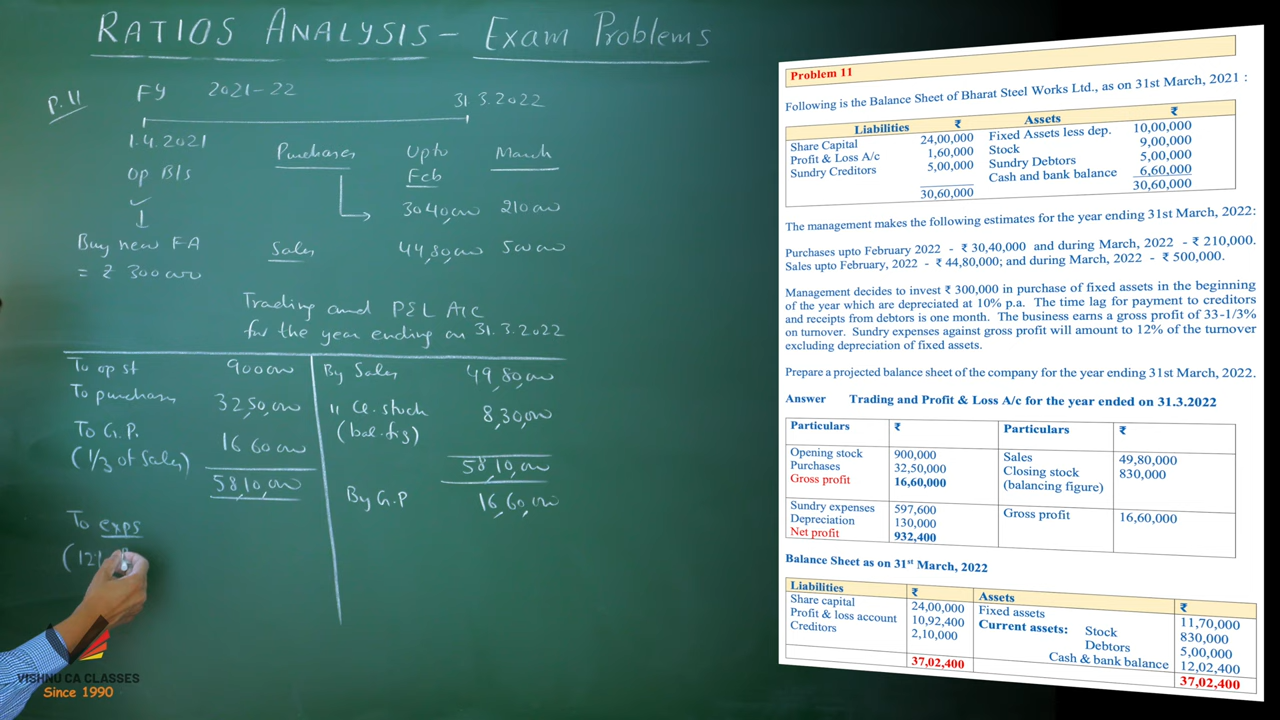 RATIOS ANALYSIS - Exam Problems
P.11
FY 2021-22
31.3.2022
1.4.2021
Op B/s
Buy new FA
= ₹ 300000
Purchases Upto Feb March
3040,000 210000
Sales 44,80,000 500000
Trading and P&L A/C
for the year ending on 31.3.2022
To op st 900000 By Sales 49,80,000
To purchases 32,50,000 " Ce. stock 8,30,000
(bal. fig)
To G.P. 16 60000
(1/3 of Sales)
5810,000 58,10,000
By G.P 16,60,000
To exps
(12%
Problem 11
Following is the Balance Sheet of Bharat Steel Works Ltd., as on 31st March, 2021 :
Liabilities ₹ Assets ₹
Share Capital 24,00,000 Fixed Assets less dep. 10,00,000
Profit & Loss A/c 1,60,000 Stock 9,00,000
Sundry Creditors 5,00,000 Sundry Debtors 5,00,000
Cash and bank balance 6,60,000
30,60,000 30,60,000
The management makes the following estimates for the year ending 31st March, 2022:
Purchases upto February 2022 - ₹ 30,40,000 and during March, 2022 - ₹ 210,000.
Sales upto February, 2022 - ₹ 44,80,000; and during March, 2022 - ₹ 500,000.
Management decides to invest ₹ 300,000 in purchase of fixed assets in the beginning
of the year which are depreciated at 10% p.a. The time lag for payment to creditors
and receipts from debtors is one month. The business earns a gross profit of 33-1/3%
on turnover. Sundry expenses against gross profit will amount to 12% of the turnover
excluding depreciation of fixed assets.
Prepare a projected balance sheet of the company for the year ending 31st March, 2022.
Answer Trading and Profit & Loss A/c for the year ended on 31.3.2022
Particulars ₹ Particulars ₹
Opening stock 900,000 Sales 49,80,000
Purchases 32,50,000 Closing stock 830,000
Gross profit 16,60,000 (balancing figure)
Sundry expenses 597,600 Gross profit 16,60,000
Depreciation 130,000
Net profit 932,400
Balance Sheet as on 31st March, 2022
Liabilities ₹ Assets ₹
Share capital 24,00,000 Fixed assets 11,70,000
Profit & loss account 10,92,400 Current assets: Stock 830,000
Creditors 2,10,000 Debtors 5,00,000
Cash & bank balance 12,02,400
37,02,400 37,02,400
VISHNU CA CLASSES
Since 1990